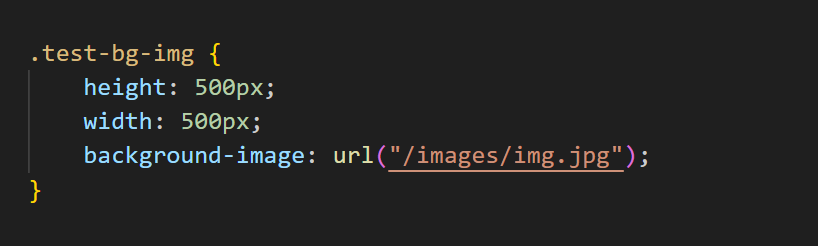 .test-bg-img {
    height: 500px;
    width: 500px;
    background-image: url("/images/img.jpg");
}